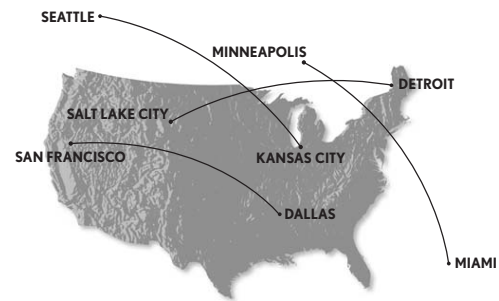 SEATTLE
MINNEAPOLIS
DETROIT
SALT LAKE CITY
SAN FRANCISCO
KANSAS CITY
DALLAS
MIAMI